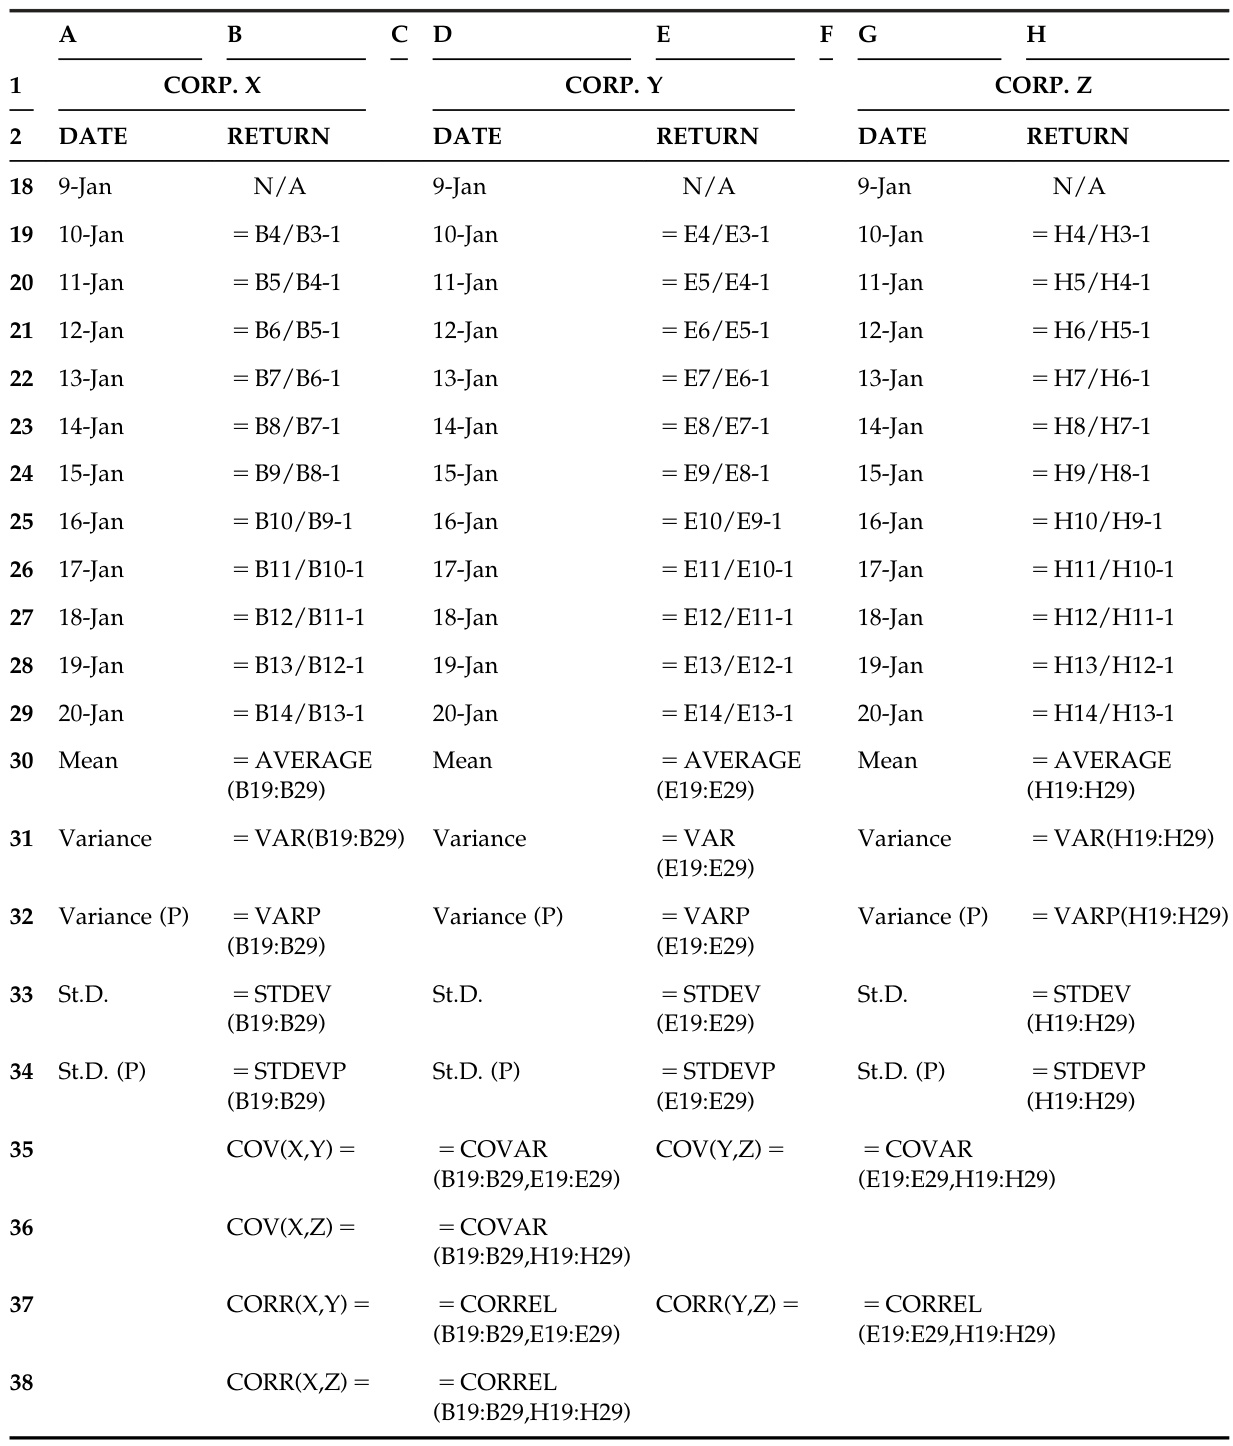 A B C D E F G H
1 CORP. X CORP. Y CORP. Z
2 DATE RETURN DATE RETURN DATE RETURN
18 9-Jan N/A 9-Jan N/A 9-Jan N/A
19 10-Jan =B4/B3-1 10-Jan =E4/E3-1 10-Jan =H4/H3-1
20 11-Jan =B5/B4-1 11-Jan =E5/E4-1 11-Jan =H5/H4-1
21 12-Jan =B6/B5-1 12-Jan =E6/E5-1 12-Jan =H6/H5-1
22 13-Jan =B7/B6-1 13-Jan =E7/E6-1 13-Jan =H7/H6-1
23 14-Jan =B8/B7-1 14-Jan =E8/E7-1 14-Jan =H8/H7-1
24 15-Jan =B9/B8-1 15-Jan =E9/E8-1 15-Jan =H9/H8-1
25 16-Jan =B10/B9-1 16-Jan =E10/E9-1 16-Jan =H10/H9-1
26 17-Jan =B11/B10-1 17-Jan =E11/E10-1 17-Jan =H11/H10-1
27 18-Jan =B12/B11-1 18-Jan =E12/E11-1 18-Jan =H12/H11-1
28 19-Jan =B13/B12-1 19-Jan =E13/E12-1 19-Jan =H13/H12-1
29 20-Jan =B14/B13-1 20-Jan =E14/E13-1 20-Jan =H14/H13-1
30 Mean =AVERAGE Mean =AVERAGE Mean =AVERAGE
(B19:B29) (E19:E29) (H19:H29)
31 Variance =VAR(B19:B29) Variance =VAR Variance =VAR(H19:H29)
(E19:E29)
32 Variance (P) =VARP Variance (P) =VARP Variance (P) =VARP(H19:H29)
(B19:B29) (E19:E29)
33 St.D. =STDEV St.D. =STDEV St.D. =STDEV
(B19:B29) (E19:E29) (H19:H29)
34 St.D. (P) =STDEVP St.D. (P) =STDEVP St.D. (P) =STDEVP
(B19:B29) (E19:E29) (H19:H29)
35 COV(X,Y)= =COVAR COV(Y,Z)= =COVAR
(B19:B29,E19:E29) (E19:E29,H19:H29)
36 COV(X,Z)= =COVAR
(B19:B29,H19:H29)
37 CORR(X,Y)= =CORREL CORR(Y,Z)= =CORREL
(B19:B29,E19:E29) (E19:E29,H19:H29)
38 CORR(X,Z)= =CORREL
(B19:B29,H19:H29)